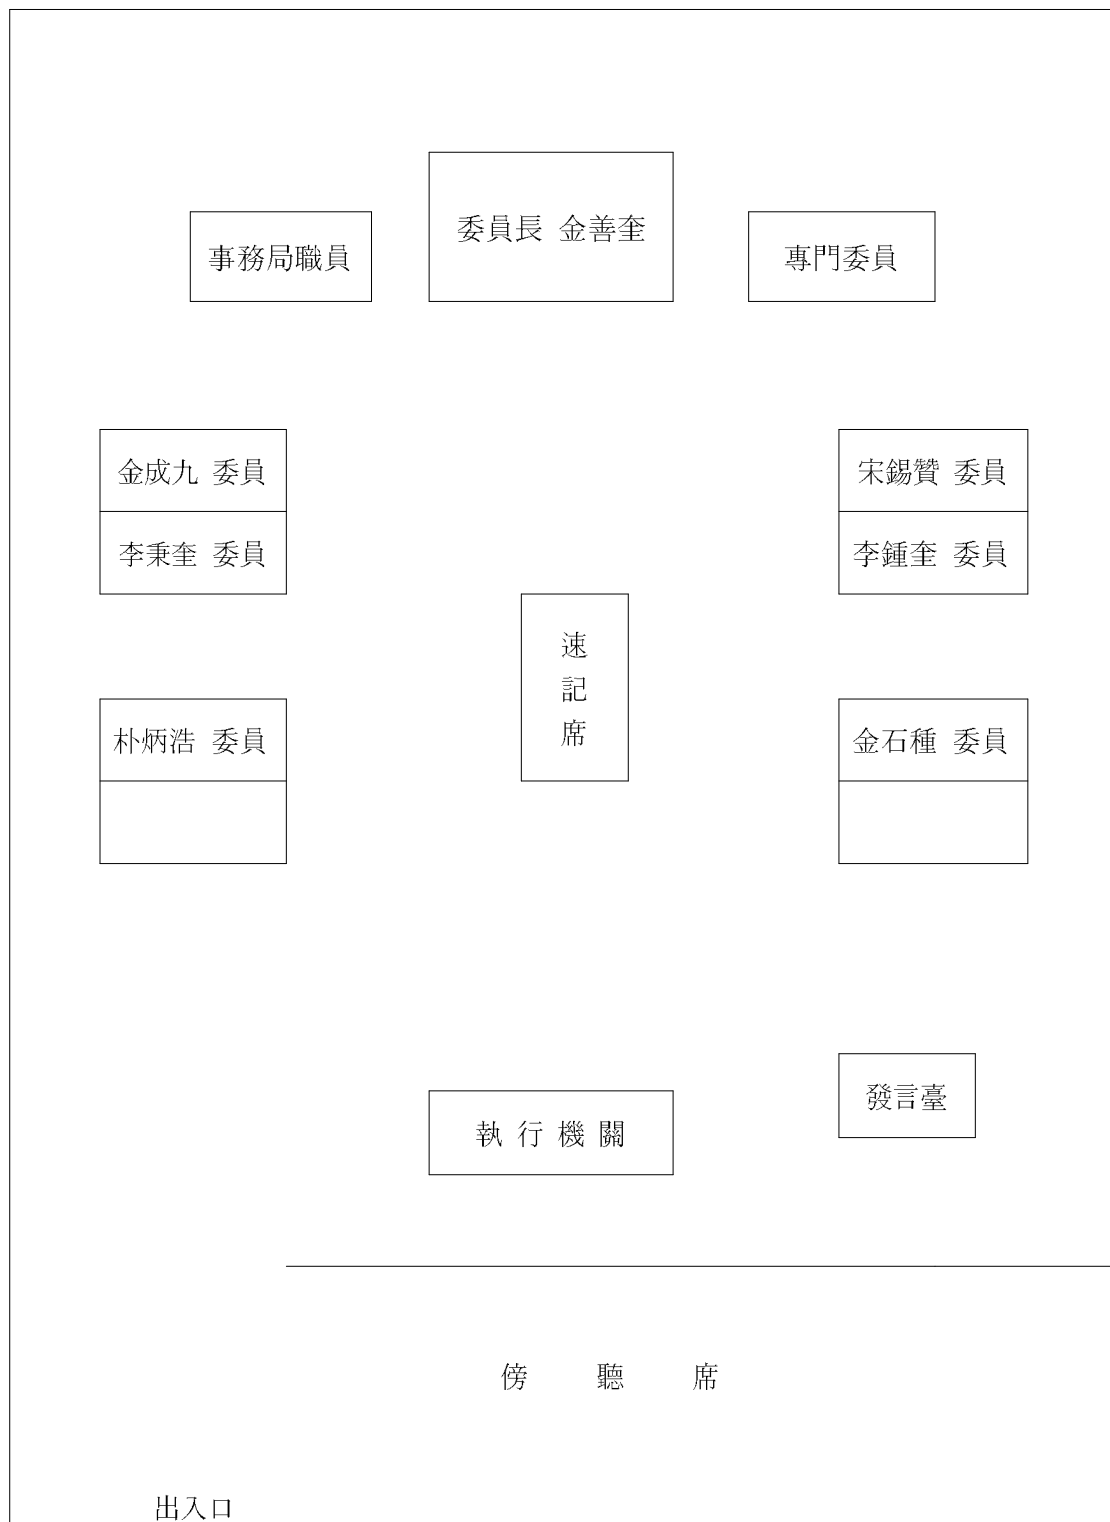 委員長 金善奎
事務局職員
專門委員
金成九 委員
宋錫贊 委員
李秉奎 委員
李鍾奎 委員
速
記
席
朴炳浩 委員
金石種 委員
發言臺
執 行 機 關
傍 聽 席
出入口